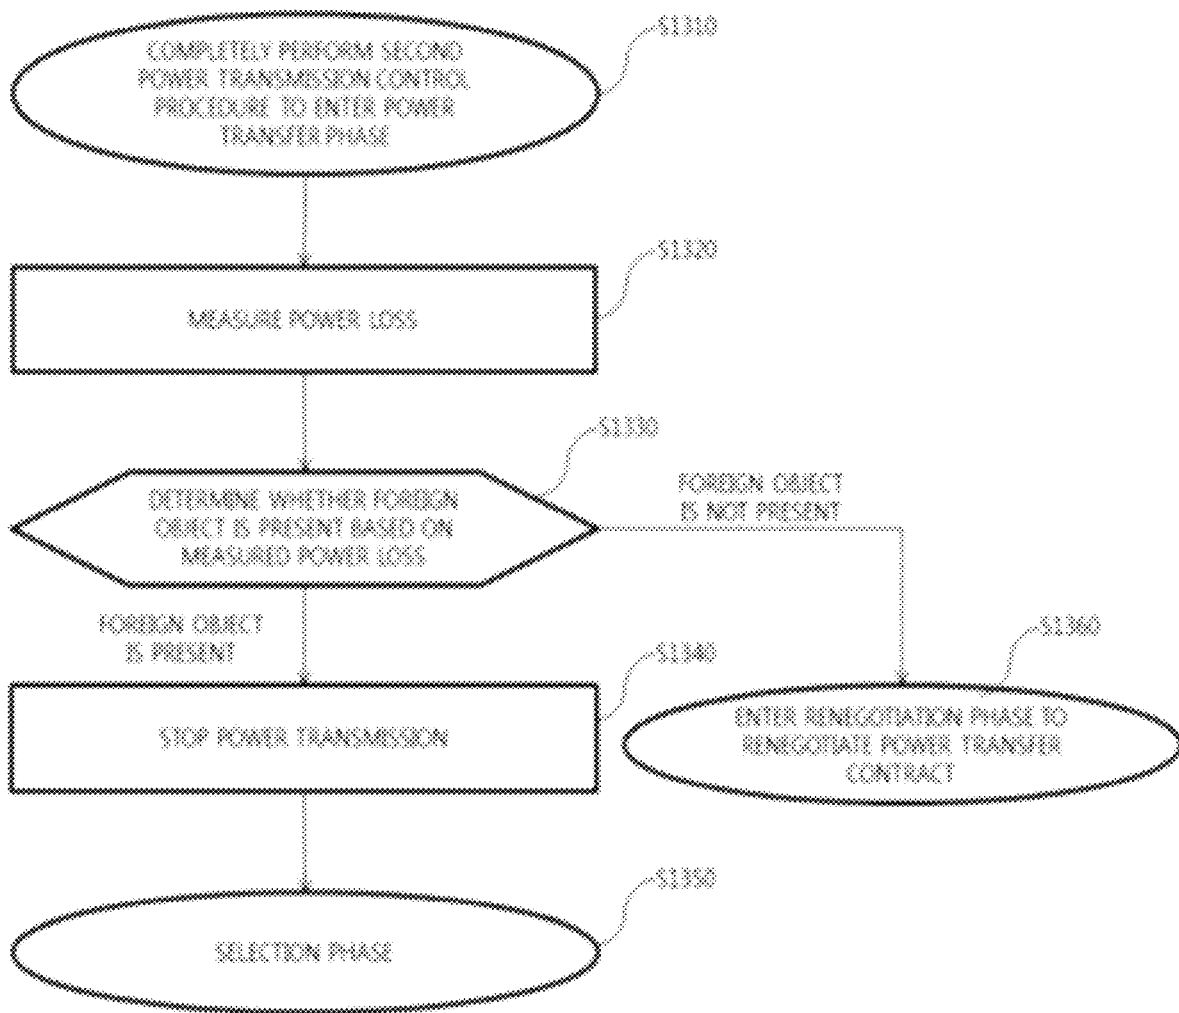 S1310
COMPLETELY PERFORM SECOND
POWER TRANSMISSION CONTROL
PROCEDURE TO ENTER POWER
TRANSFER PHASE
S1320
MEASURE POWER LOSS
S1330
DETERMINE WHETHER FOREIGN
OBJECT IS PRESENT BASED ON
MEASURED POWER LOSS
FOREIGN OBJECT
IS NOT PRESENT
FOREIGN OBJECT
IS PRESENT
S1340
STOP POWER TRANSMISSION
S1360
ENTER RENEGOTIATION PHASE TO
RENEGOTIATE POWER TRANSFER
CONTRACT
S1350
SELECTION PHASE